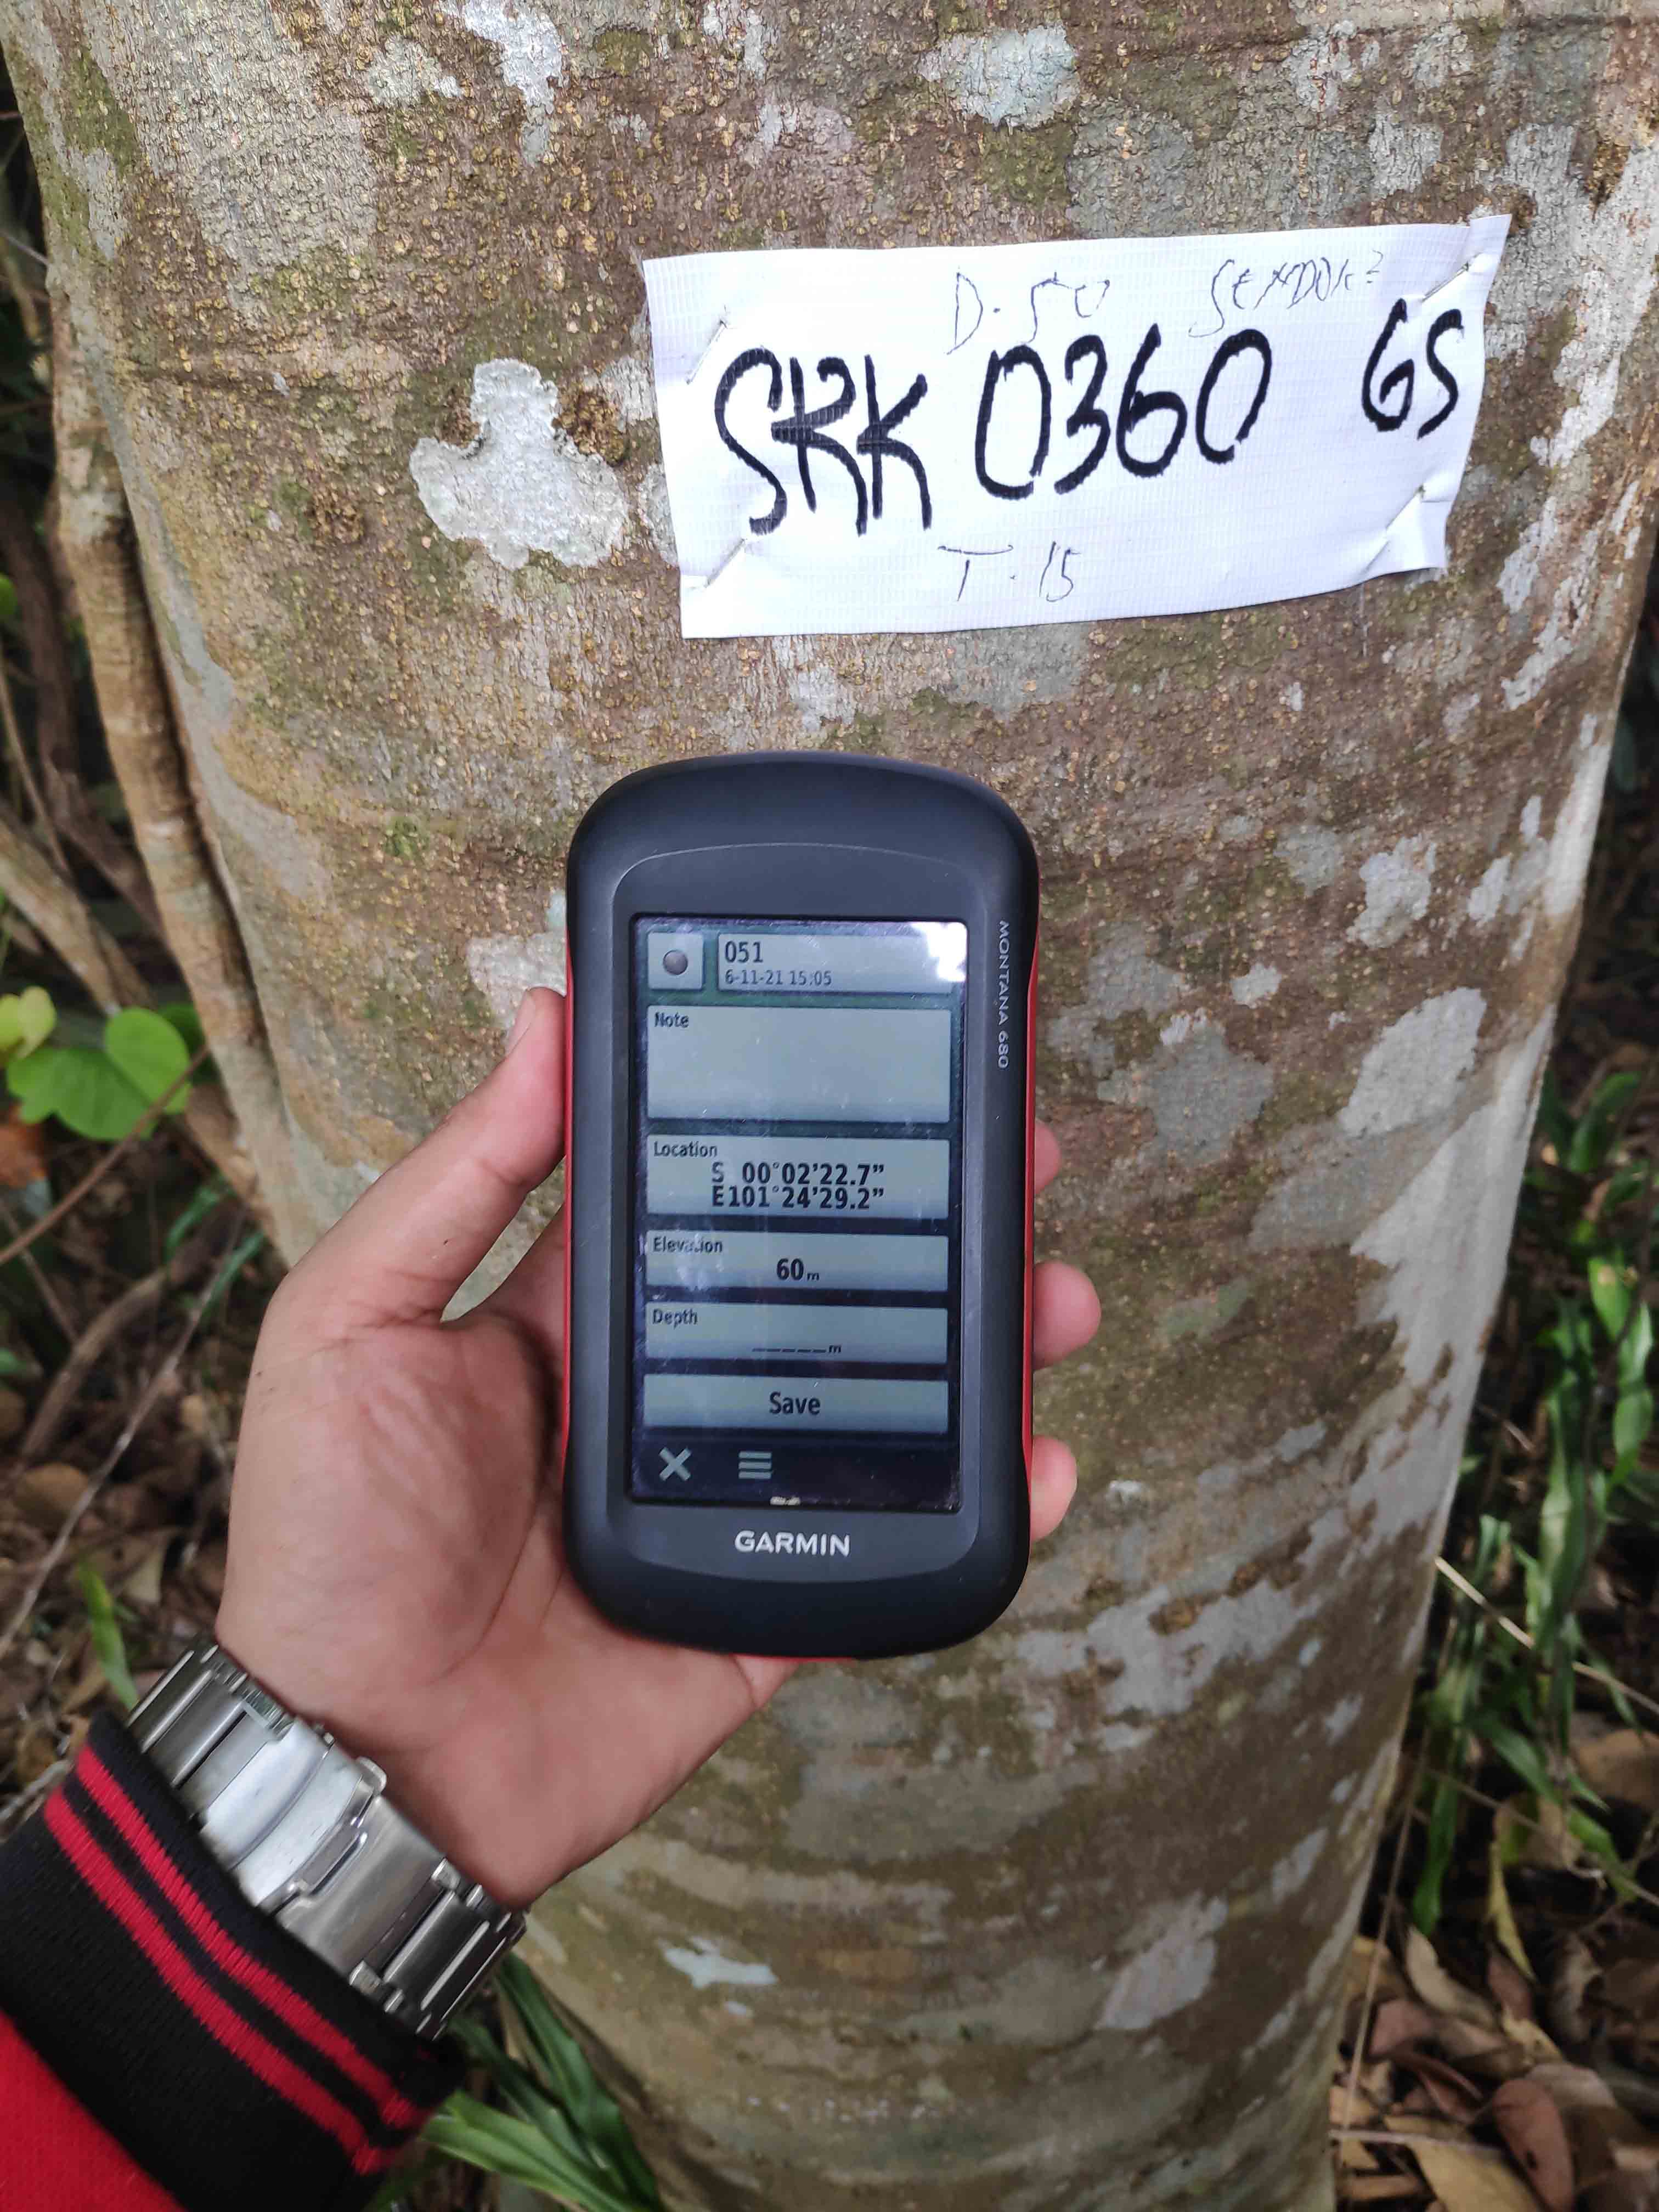 D. 50
SKK 0360 GS
T. 15
MONTANA 680
051
6-11-21 15:05
Note
Location
S 00°02'22.7"
E101°24'29.2"
Elevation
60m
Depth
_____m
Save
GARMIN